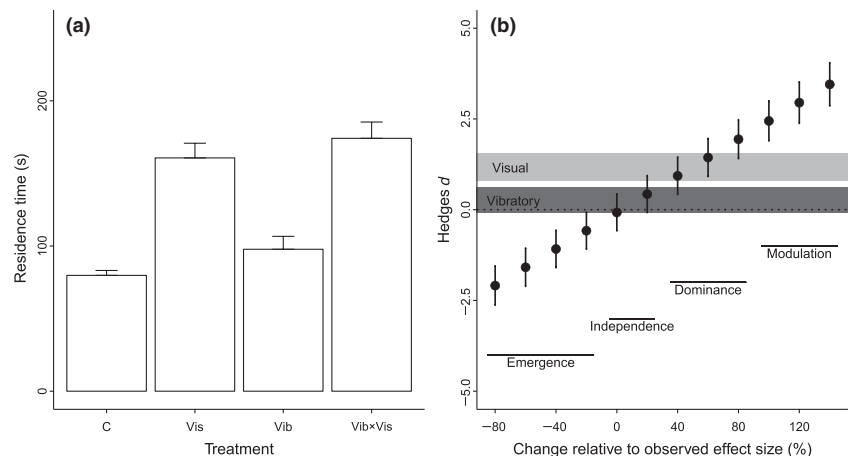 (a)
Residence time (s)
200
100
0
C Vis Vib Vib×Vis
Treatment
(b)
Hedges d
5.0
2.5
0.0
−2.5
−5.0
Visual
Vibratory
Modulation
Dominance
Independence
Emergence
−80 −40 0 40 80 120
Change relative to observed effect size (%)